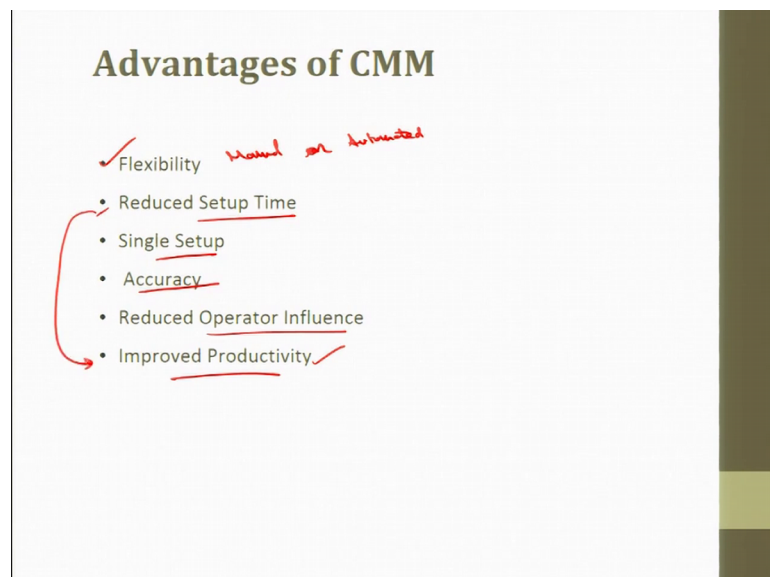 Advantages of CMM
• Flexibility Manual or Automated
• Reduced Setup Time
• Single Setup
• Accuracy
• Reduced Operator Influence
• Improved Productivity